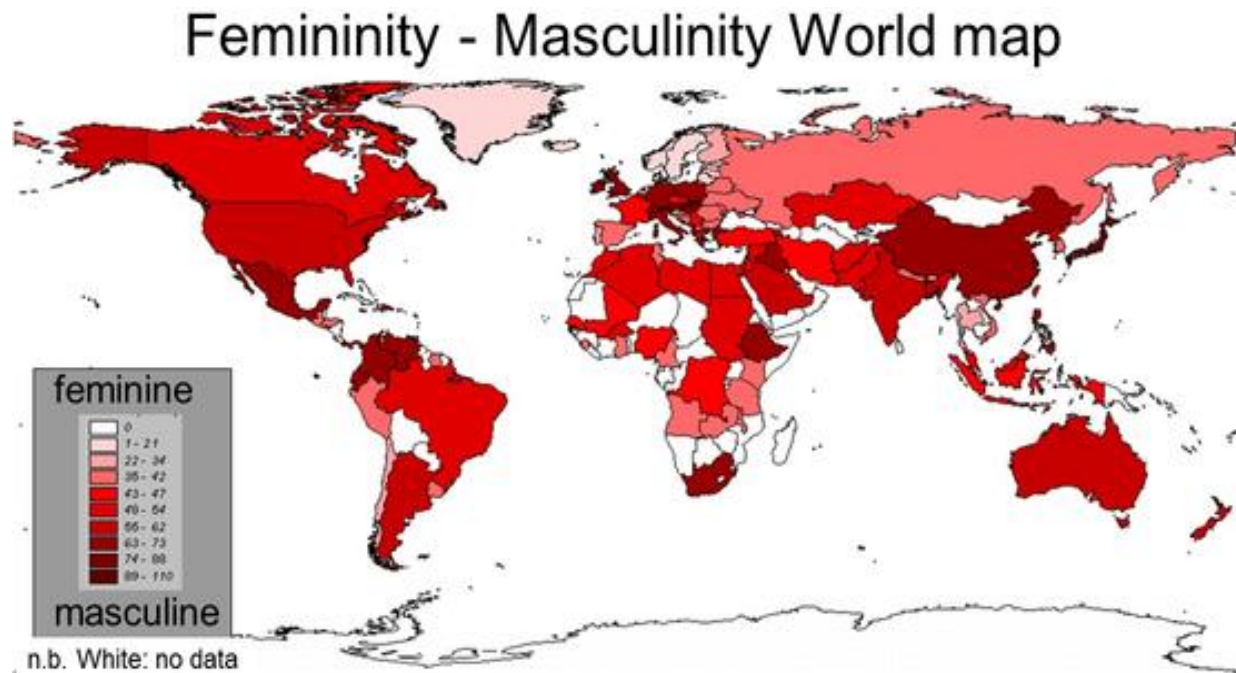 Femininity - Masculinity World map
feminine
0
1 - 21
22 - 34
35 - 42
43 - 47
48 - 54
55 - 62
63 - 73
74 - 88
89 - 110
masculine
n.b. White: no data